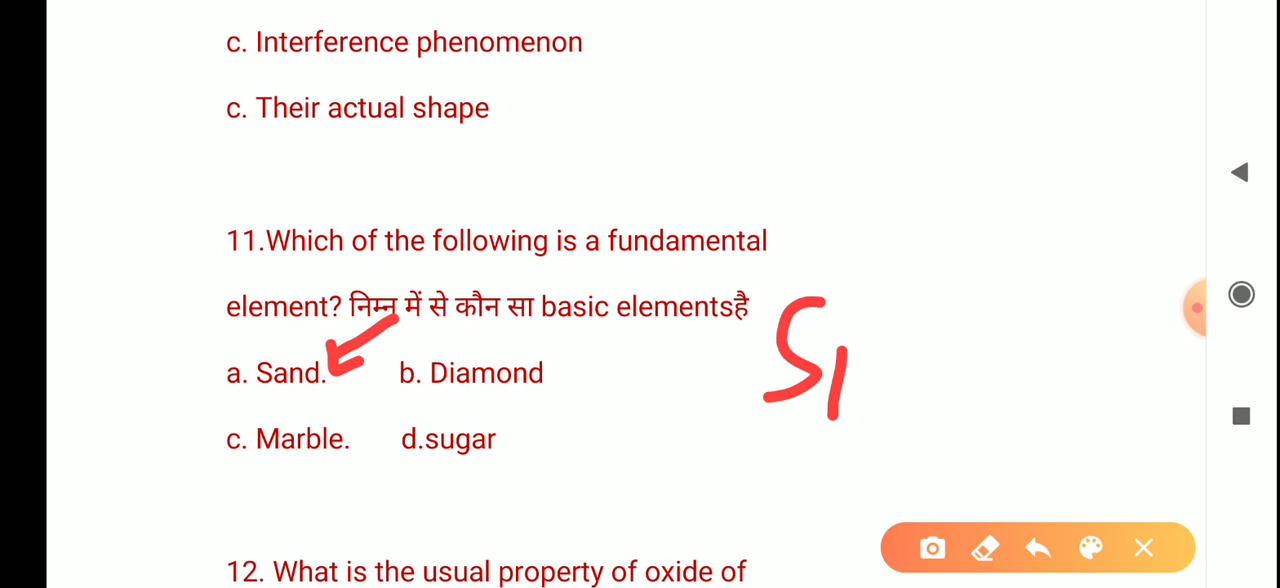 c. Interference phenomenon
c. Their actual shape
11.Which of the following is a fundamental
element? निम्न में से कौन सा basic elementsहै
a. Sand. b. Diamond
c. Marble. d.sugar
Si
12. What is the usual property of oxide of